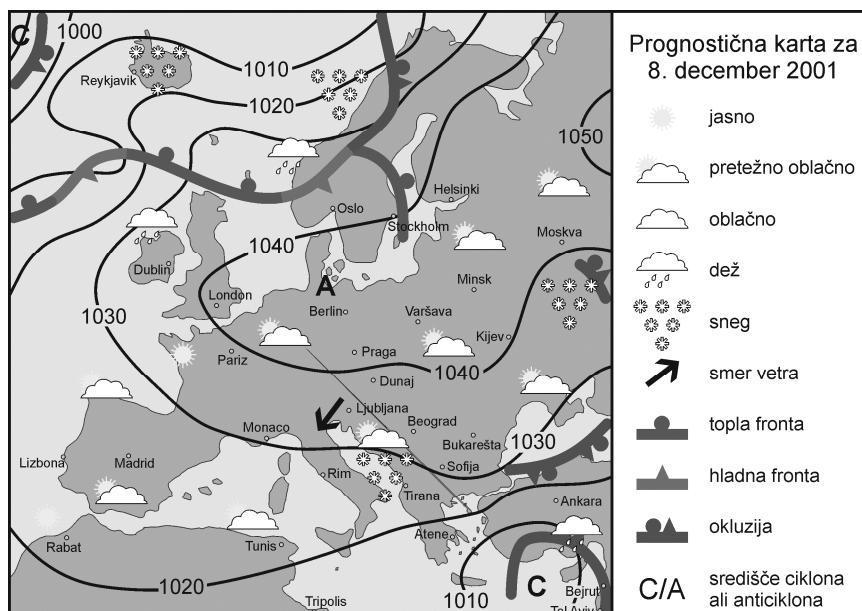 C
1000
Reykjavik
1010
1020
1050
Helsinki
Oslo
Stockholm
Moskva
1040
Dublin
A
Minsk
London
1030
Berlin
Varšava
Kijev
Pariz
Praga
1040
Dunaj
Ljubljana
Monaco
Beograd
1030
Bukarešta
Lizbona
Madrid
Rim
Sofija
Tirana
Ankara
Atene
Rabat
Tunis
1020
C
Bejrut
1010
Tripolis
Tel Aviv
Prognostična karta za
8. december 2001
jasno
pretežno oblačno
oblačno
dež
sneg
smer vetra
topla fronta
hladna fronta
okluzija
C/A
središče ciklona
ali anticiklona